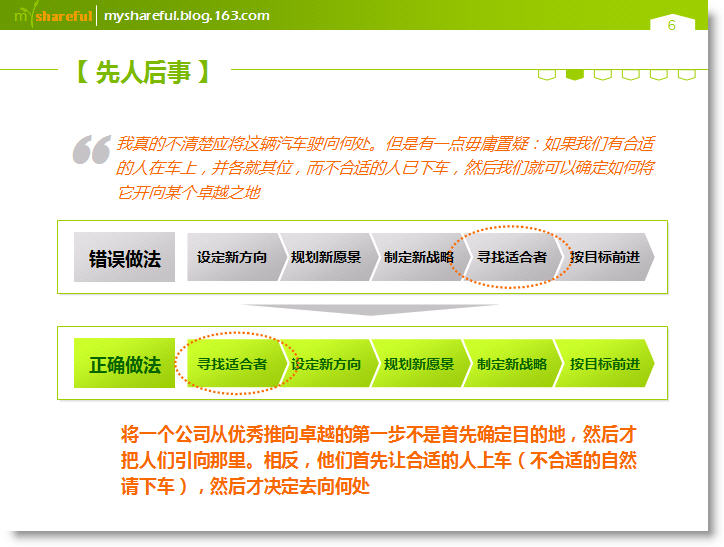 myshareful myshareful.blog.163.com
6
【 先人后事 】
我真的不清楚应将这辆汽车驶向何处。但是有一点毋庸置疑：如果我们有合适
的人在车上，并各就其位，而不合适的人已下车，然后我们就可以确定如何将
它开向某个卓越之地
错误做法 设定新方向 规划新愿景 制定新战略 寻找适合者 按目标前进
正确做法 寻找适合者 设定新方向 规划新愿景 制定新战略 按目标前进
将一个公司从优秀推向卓越的第一步不是首先确定目的地，然后才
把人们引向那里。相反，他们首先让合适的人上车（不合适的自然
请下车），然后才决定去向何处